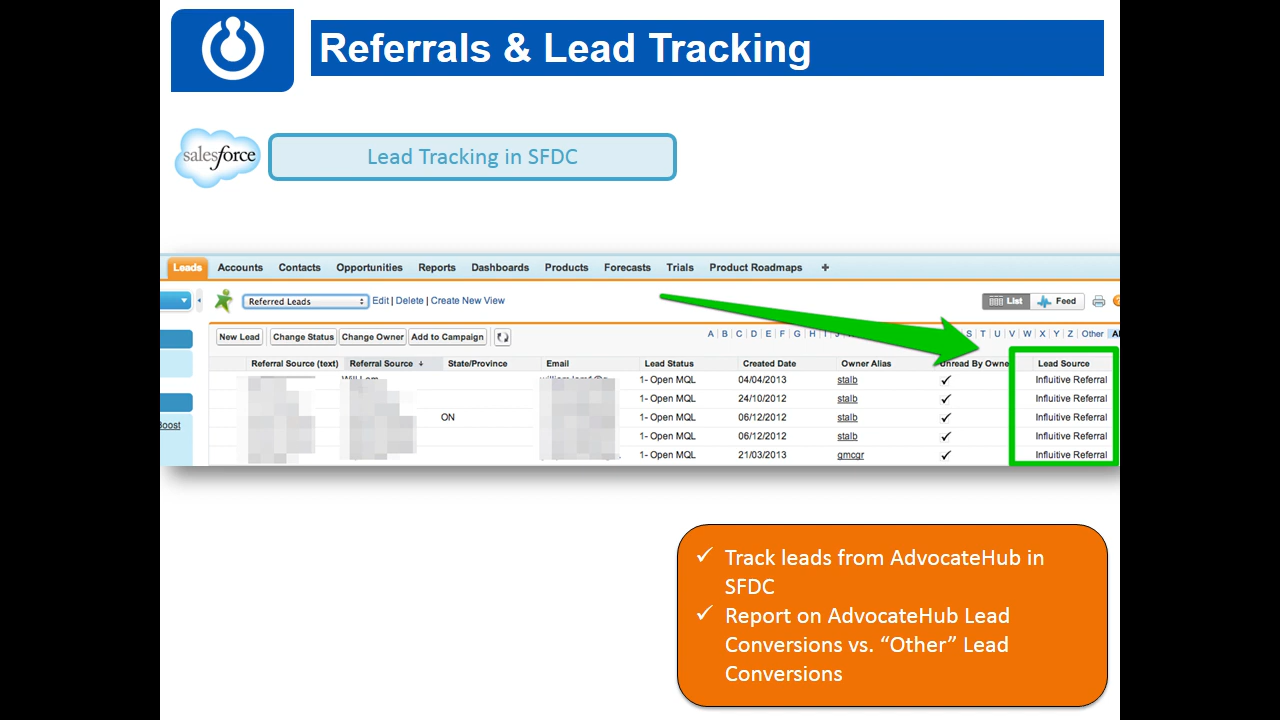 Referrals & Lead Tracking
salesforce
Lead Tracking in SFDC
Leads Accounts Contacts Opportunities Reports Dashboards Products Forecasts Trials Product Roadmaps +
Referred Leads Edit | Delete | Create New View List Feed
New Lead Change Status Change Owner Add to Campaign A | B | C | D | E | F | G | H | I | J S | T | U | V | W | X | Y | Z | Other
Referral Source (text) Referral Source State/Province Email Lead Status Created Date Owner Alias Unread By Owne Lead Source
1- Open MQL 04/04/2013 stalb ✓ Influitive Referral
1- Open MQL 24/10/2012 stalb ✓ Influitive Referral
ON 1- Open MQL 06/12/2012 stalb ✓ Influitive Referral
1- Open MQL 06/12/2012 stalb ✓ Influitive Referral
1- Open MQL 21/03/2013 gmcgr ✓ Influitive Referral
Boost
✓ Track leads from AdvocateHub in
SFDC
✓ Report on AdvocateHub Lead
Conversions vs. “Other” Lead
Conversions